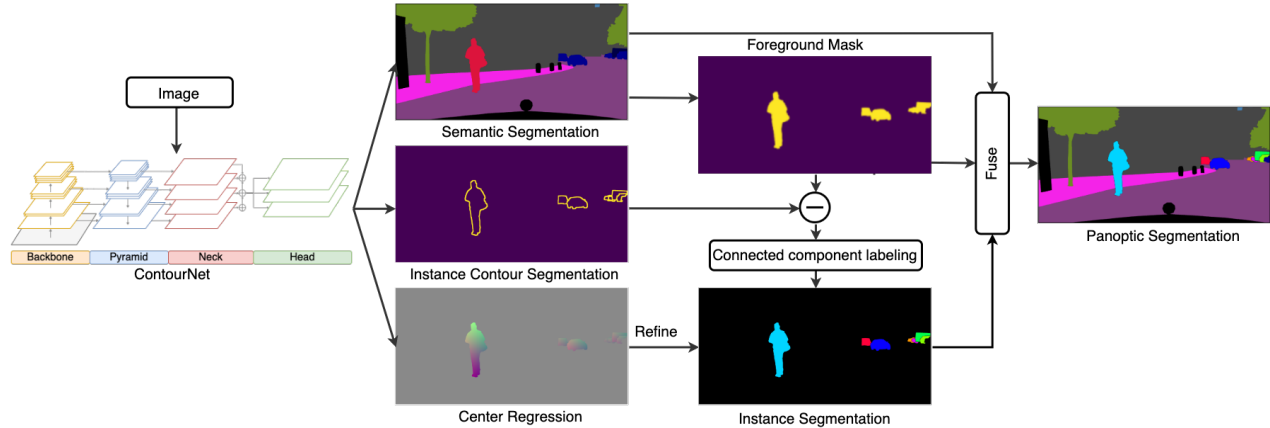 Image
Backbone
Pyramid
Neck
Head
ContourNet
Semantic Segmentation
Instance Contour Segmentation
Center Regression
Foreground Mask
Connected component labeling
Refine
Instance Segmentation
Fuse
Panoptic Segmentation